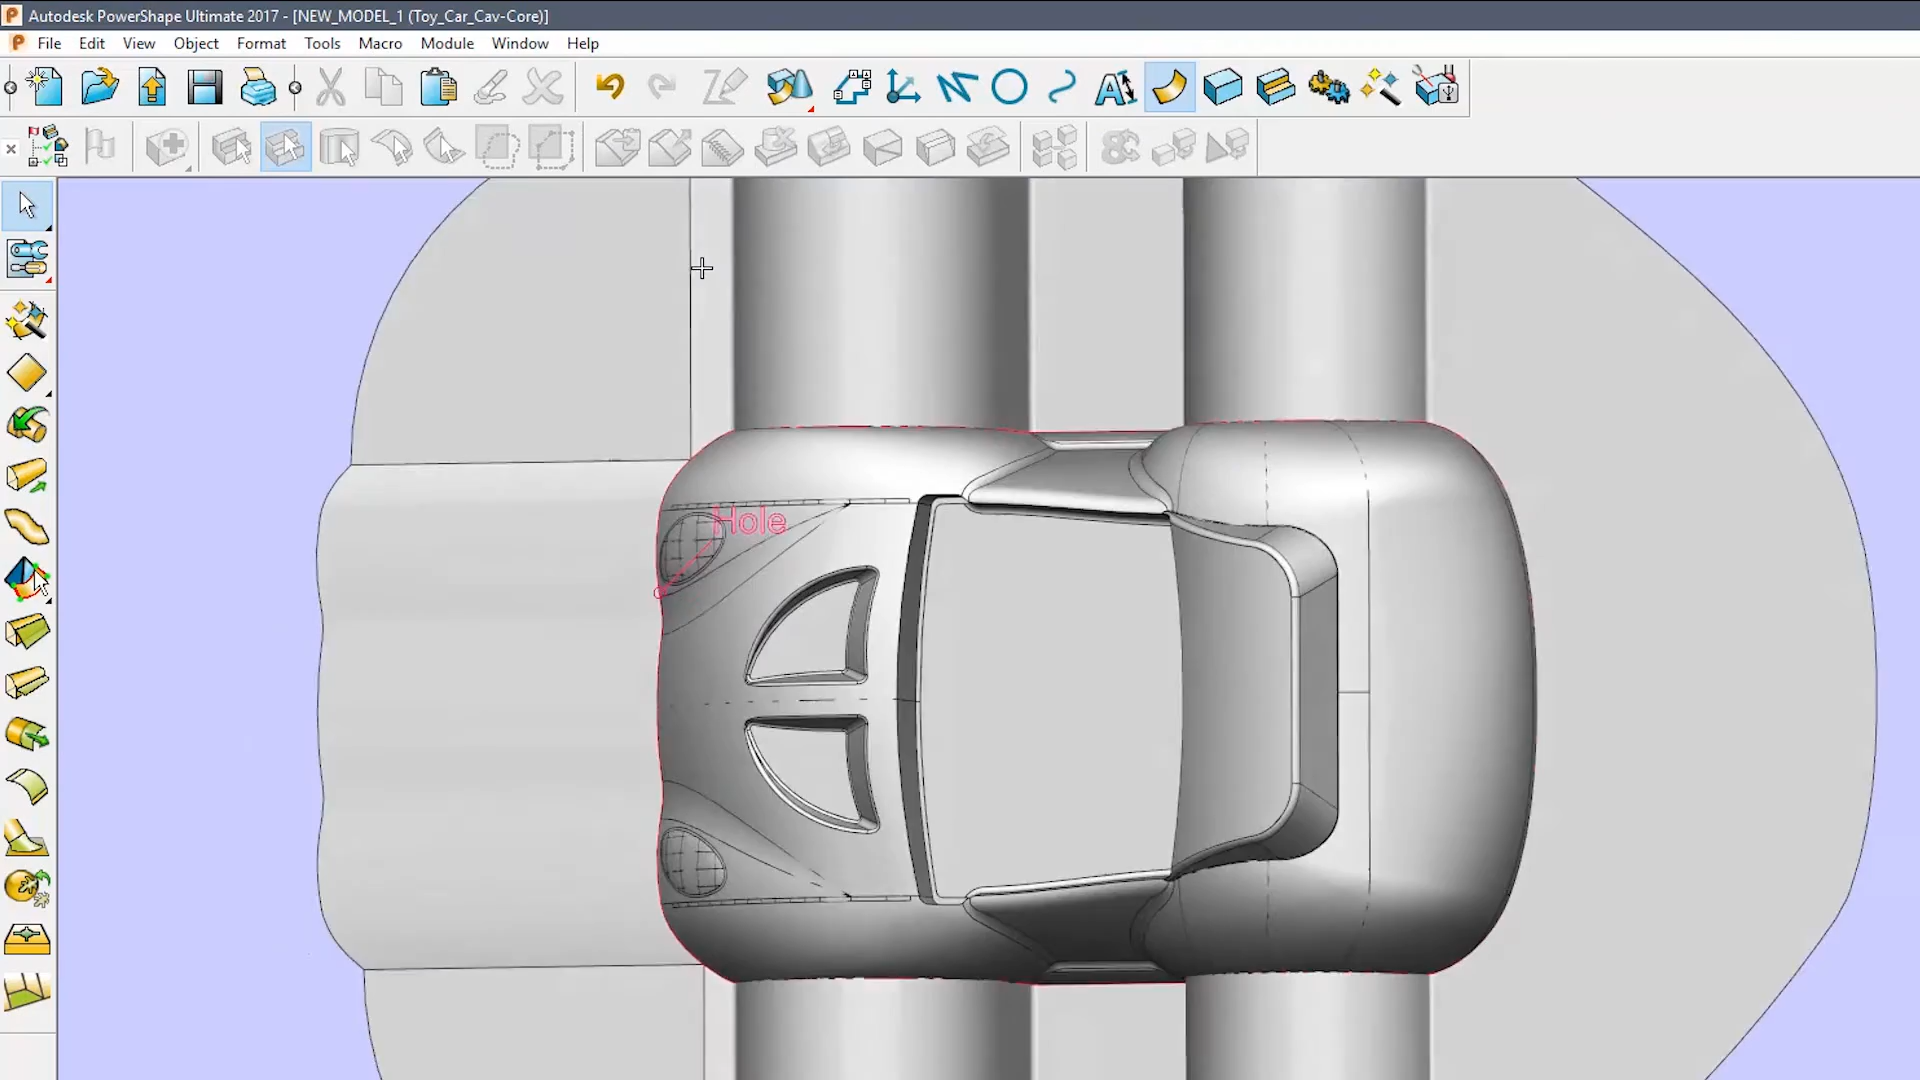 Autodesk PowerShape Ultimate 2017 - [NEW_MODEL_1 (Toy_Car_Cav-Core)]
File Edit View Object Format Tools Macro Module Window Help
Hole